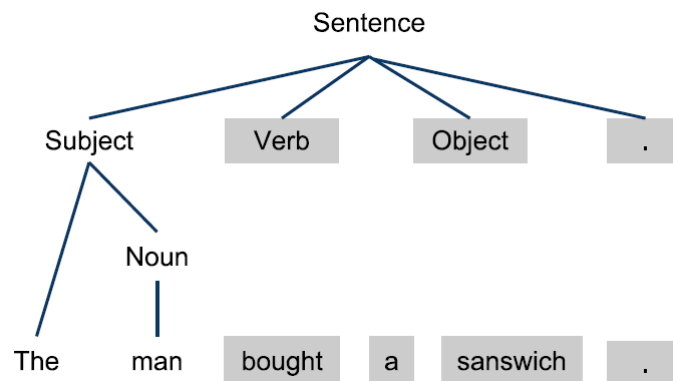 Sentence
Subject Verb Object .
Noun
The man bought a sanswich .